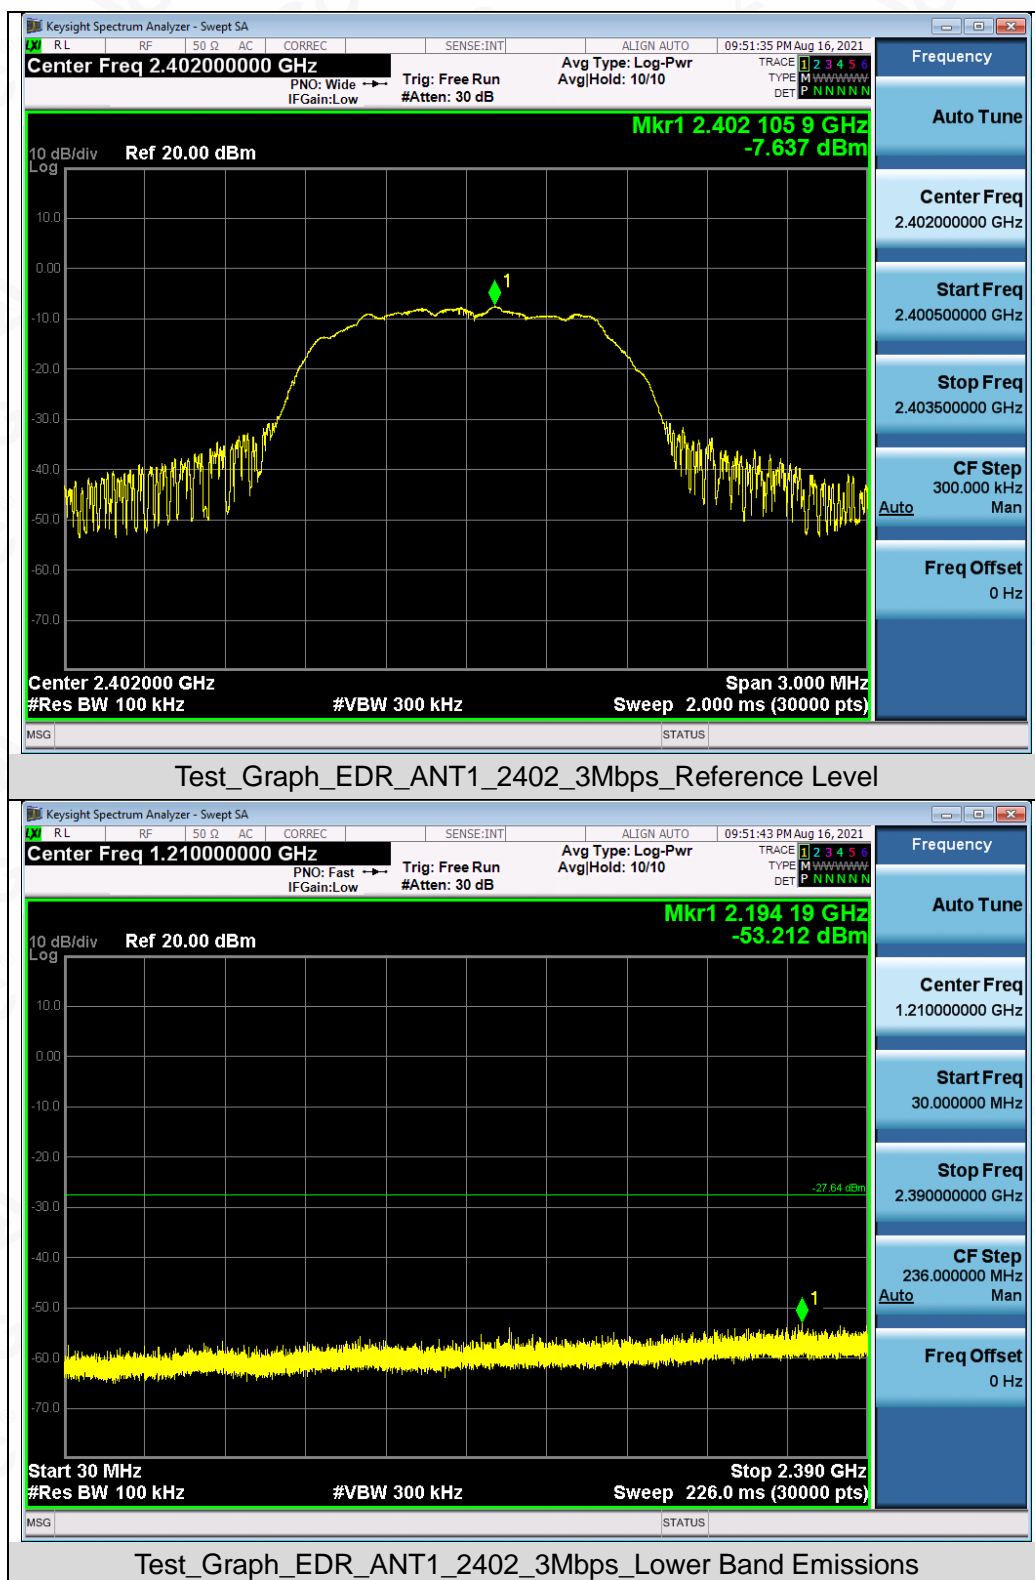 Keysight Spectrum Analyzer - Swept SA
LXI RL RF 50 Ω AC CORREC SENSE:INT ALIGN AUTO 09:51:35 PM Aug 16, 2021
Center Freq 2.402000000 GHz
PNO: Wide
IFGain:Low
Trig: Free Run
#Atten: 30 dB
Avg Type: Log-Pwr
Avg|Hold: 10/10
TRACE 1 2 3 4 5 6
TYPE M WWWWW
DET P N N N N N
Mkr1 2.402 105 9 GHz
-7.637 dBm
10 dB/div Ref 20.00 dBm
Log
10.0
0.00
1
-10.0
-20.0
-30.0
-40.0
-50.0
-60.0
-70.0
Center 2.402000 GHz Span 3.000 MHz
#Res BW 100 kHz #VBW 300 kHz Sweep 2.000 ms (30000 pts)
MSG STATUS
Frequency
Auto Tune
Center Freq
2.402000000 GHz
Start Freq
2.400500000 GHz
Stop Freq
2.403500000 GHz
CF Step
300.000 kHz
Auto Man
Freq Offset
0 Hz
Test_Graph_EDR_ANT1_2402_3Mbps_Reference Level
Keysight Spectrum Analyzer - Swept SA
LXI RL RF 50 Ω AC CORREC SENSE:INT ALIGN AUTO 09:51:43 PM Aug 16, 2021
Center Freq 1.210000000 GHz
PNO: Fast
IFGain:Low
Trig: Free Run
#Atten: 30 dB
Avg Type: Log-Pwr
Avg|Hold: 10/10
TRACE 1 2 3 4 5 6
TYPE M WWWWW
DET P N N N N N
Mkr1 2.194 19 GHz
-53.212 dBm
10 dB/div Ref 20.00 dBm
Log
10.0
0.00
-10.0
-20.0
-27.64 dBm
-30.0
-40.0
-50.0
1
-60.0
-70.0
Start 30 MHz Stop 2.390 GHz
#Res BW 100 kHz #VBW 300 kHz Sweep 226.0 ms (30000 pts)
MSG STATUS
Frequency
Auto Tune
Center Freq
1.210000000 GHz
Start Freq
30.000000 MHz
Stop Freq
2.390000000 GHz
CF Step
236.000000 MHz
Auto Man
Freq Offset
0 Hz
Test_Graph_EDR_ANT1_2402_3Mbps_Lower Band Emissions